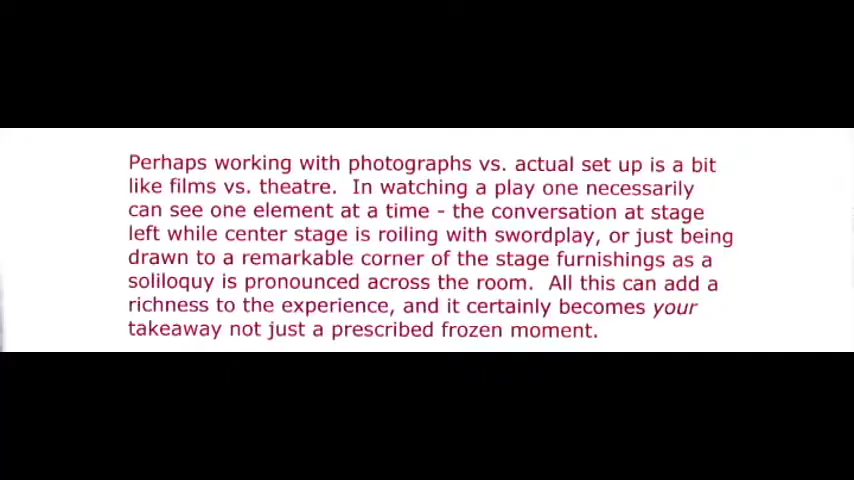 Perhaps working with photographs vs. actual set up is a bit
like films vs. theatre.  In watching a play one necessarily
can see one element at a time - the conversation at stage
left while center stage is roiling with swordplay, or just being
drawn to a remarkable corner of the stage furnishings as a
soliloquy is pronounced across the room.  All this can add a
richness to the experience, and it certainly becomes your
takeaway not just a prescribed frozen moment.